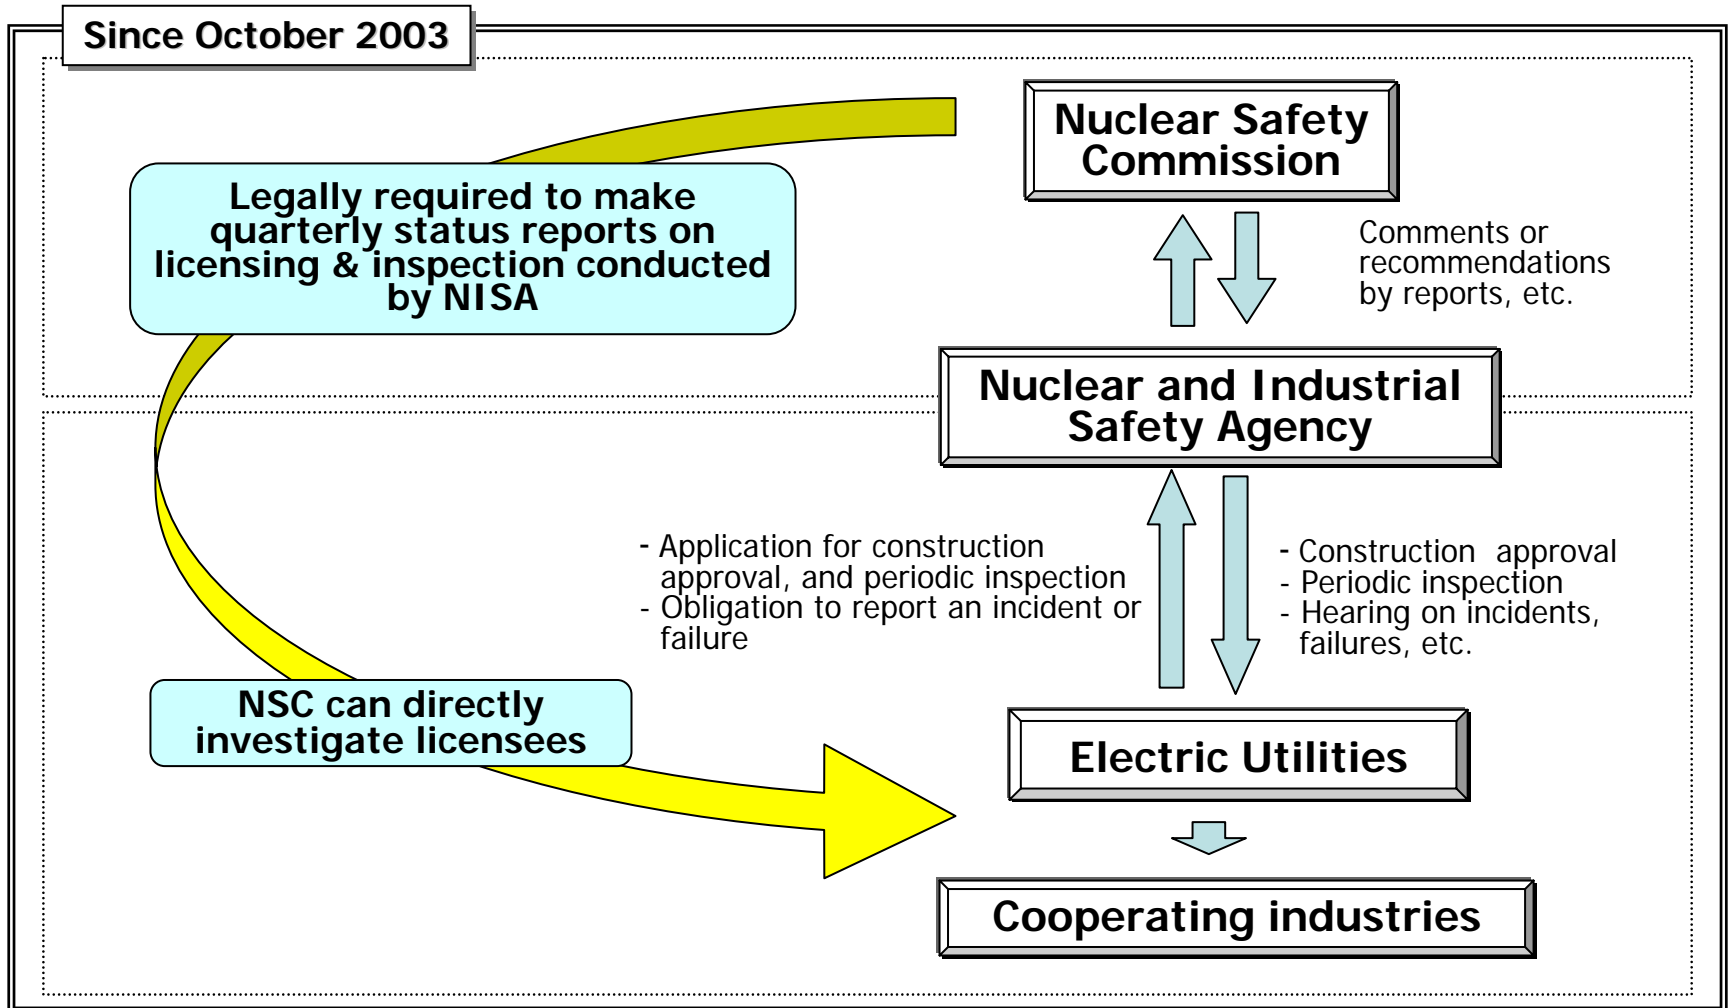 Since October 2003
Nuclear Safety
Commission
Legally required to make
quarterly status reports on
licensing & inspection conducted
by NISA
Comments or
recommendations
by reports, etc.
Nuclear and Industrial
Safety Agency
- Application for construction
approval, and periodic inspection
- Obligation to report an incident or
failure
- Construction approval
- Periodic inspection
- Hearing on incidents,
failures, etc.
NSC can directly
investigate licensees
Electric Utilities
Cooperating industries